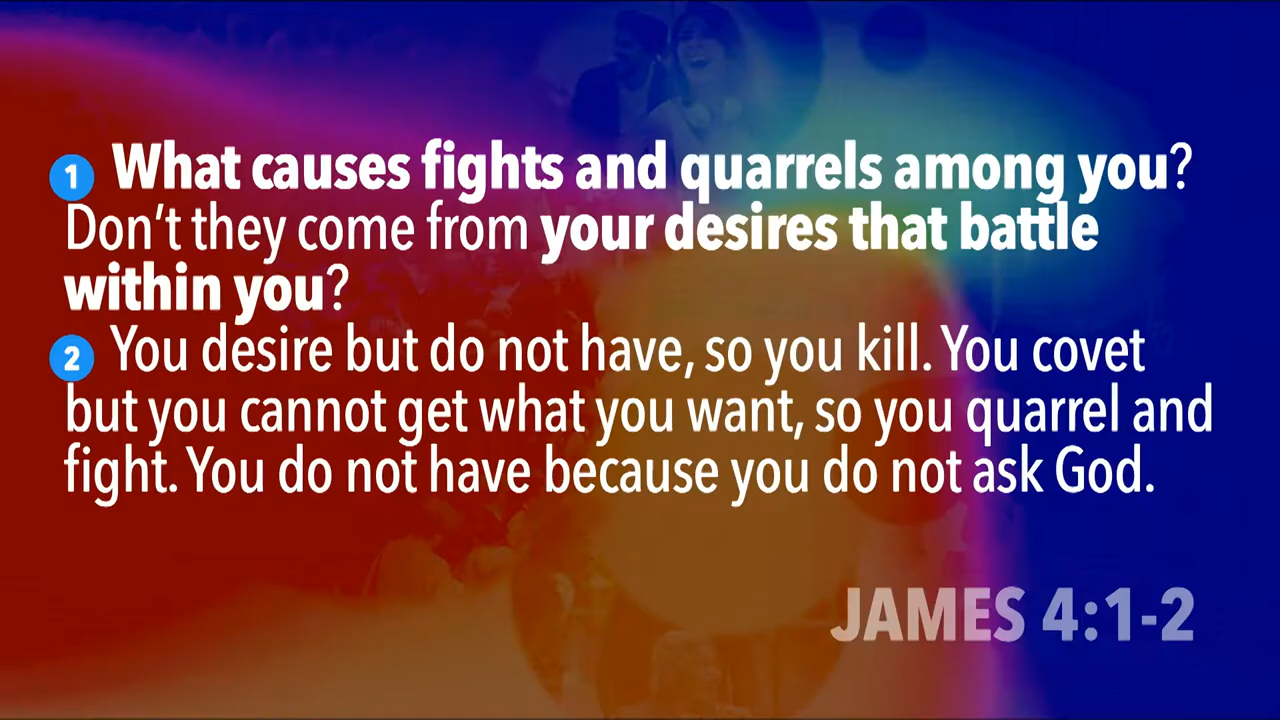 1 What causes fights and quarrels among you?
Don’t they come from your desires that battle
within you?
2 You desire but do not have, so you kill. You covet
but you cannot get what you want, so you quarrel and
fight. You do not have because you do not ask God.
JAMES 4:1-2